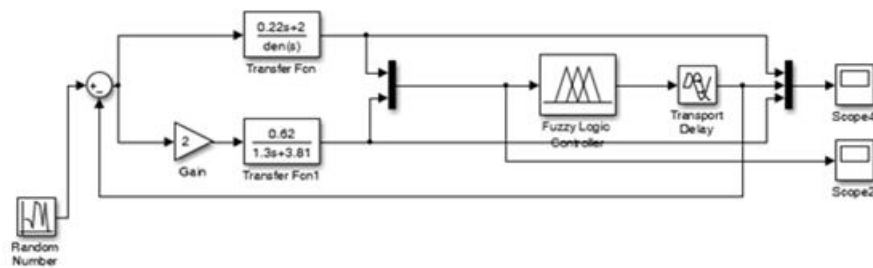 0.22s+2
den(s)
Transfer Fcn
+
-
2
Gain
0.62
1.3s+3.81
Transfer Fcn1
Fuzzy Logic
Controller
Transport
Delay
Scope4
Scope2
Random
Number